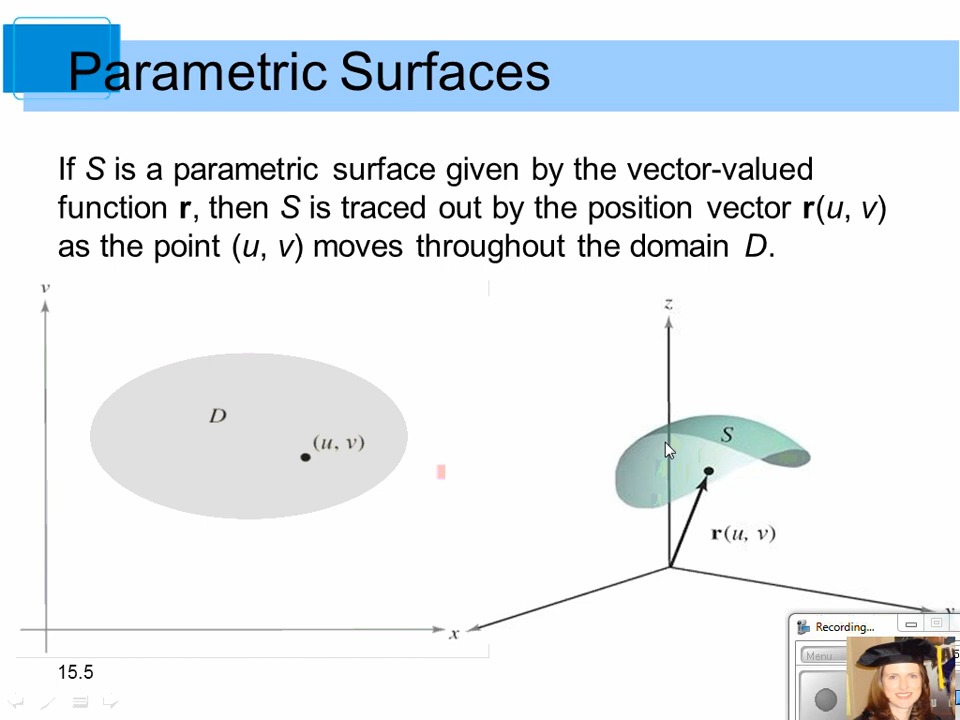 Parametric Surfaces
If S is a parametric surface given by the vector-valued
function r, then S is traced out by the position vector r(u, v)
as the point (u, v) moves throughout the domain D.
v
z
D
(u, v)
S
r(u, v)
x
y
15.5
Recording...
Menu